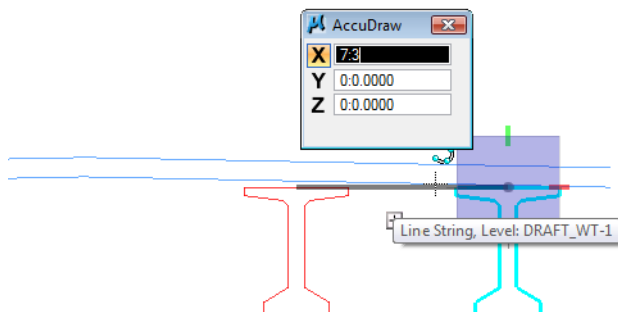 AccuDraw
X 7:3
Y 0:0.0000
Z 0:0.0000
Line String, Level: DRAFT_WT-1